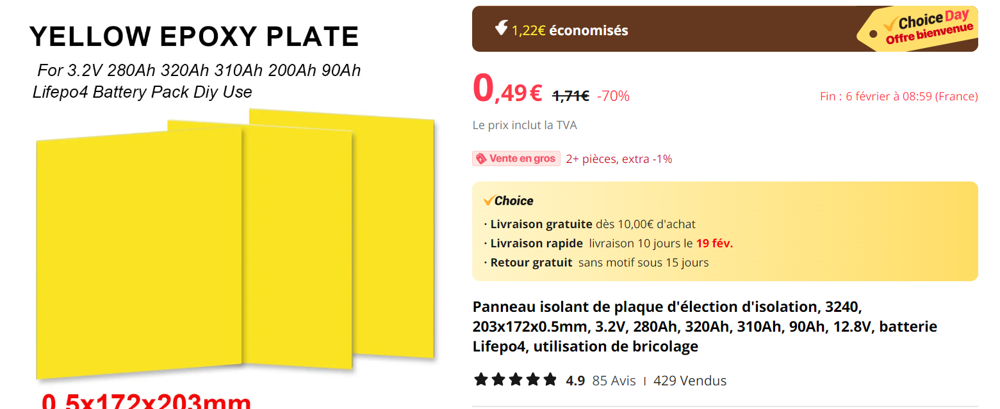 YELLOW EPOXY PLATE
For 3.2V 280Ah 320Ah 310Ah 200Ah 90Ah
Lifepo4 Battery Pack Diy Use
0.5x172x203mm
1,22€ économisés
Choice Day
Offre bienvenue
0,49€ 1,71€ -70%
Fin : 6 février à 08:59 (France)
Le prix inclut la TVA
Vente en gros 2+ pièces, extra -1%
Choice
· Livraison gratuite dès 10,00€ d'achat
· Livraison rapide livraison 10 jours le 19 fév.
· Retour gratuit sans motif sous 15 jours
Panneau isolant de plaque d'élection d'isolation, 3240,
203x172x0.5mm, 3.2V, 280Ah, 320Ah, 310Ah, 90Ah, 12.8V, batterie
Lifepo4, utilisation de bricolage
4.9 85 Avis I 429 Vendus